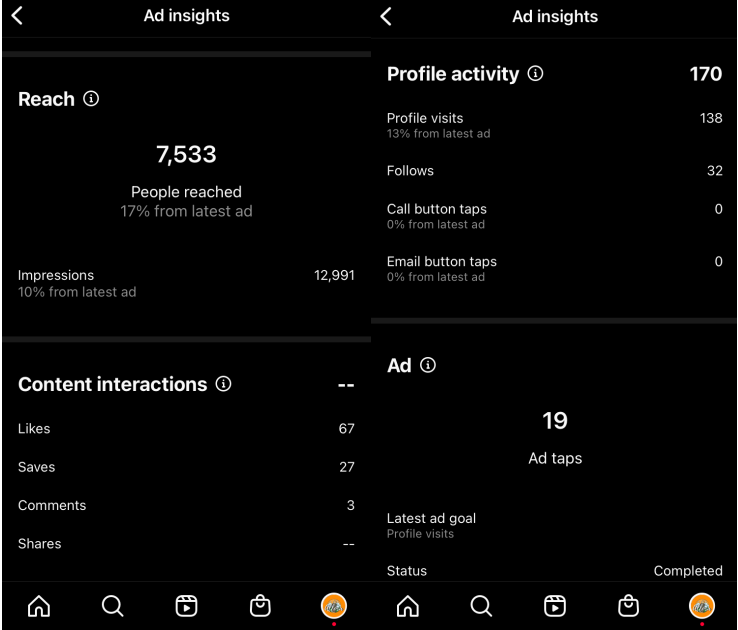 Ad insights
Reach
7,533
People reached
17% from latest ad
Impressions 12,991
10% from latest ad
Content interactions --
Likes 67
Saves 27
Comments 3
Shares --
Ad insights
Profile activity 170
Profile visits 138
13% from latest ad
Follows 32
Call button taps 0
0% from latest ad
Email button taps 0
0% from latest ad
Ad
19
Ad taps
Latest ad goal
Profile visits
Status Completed